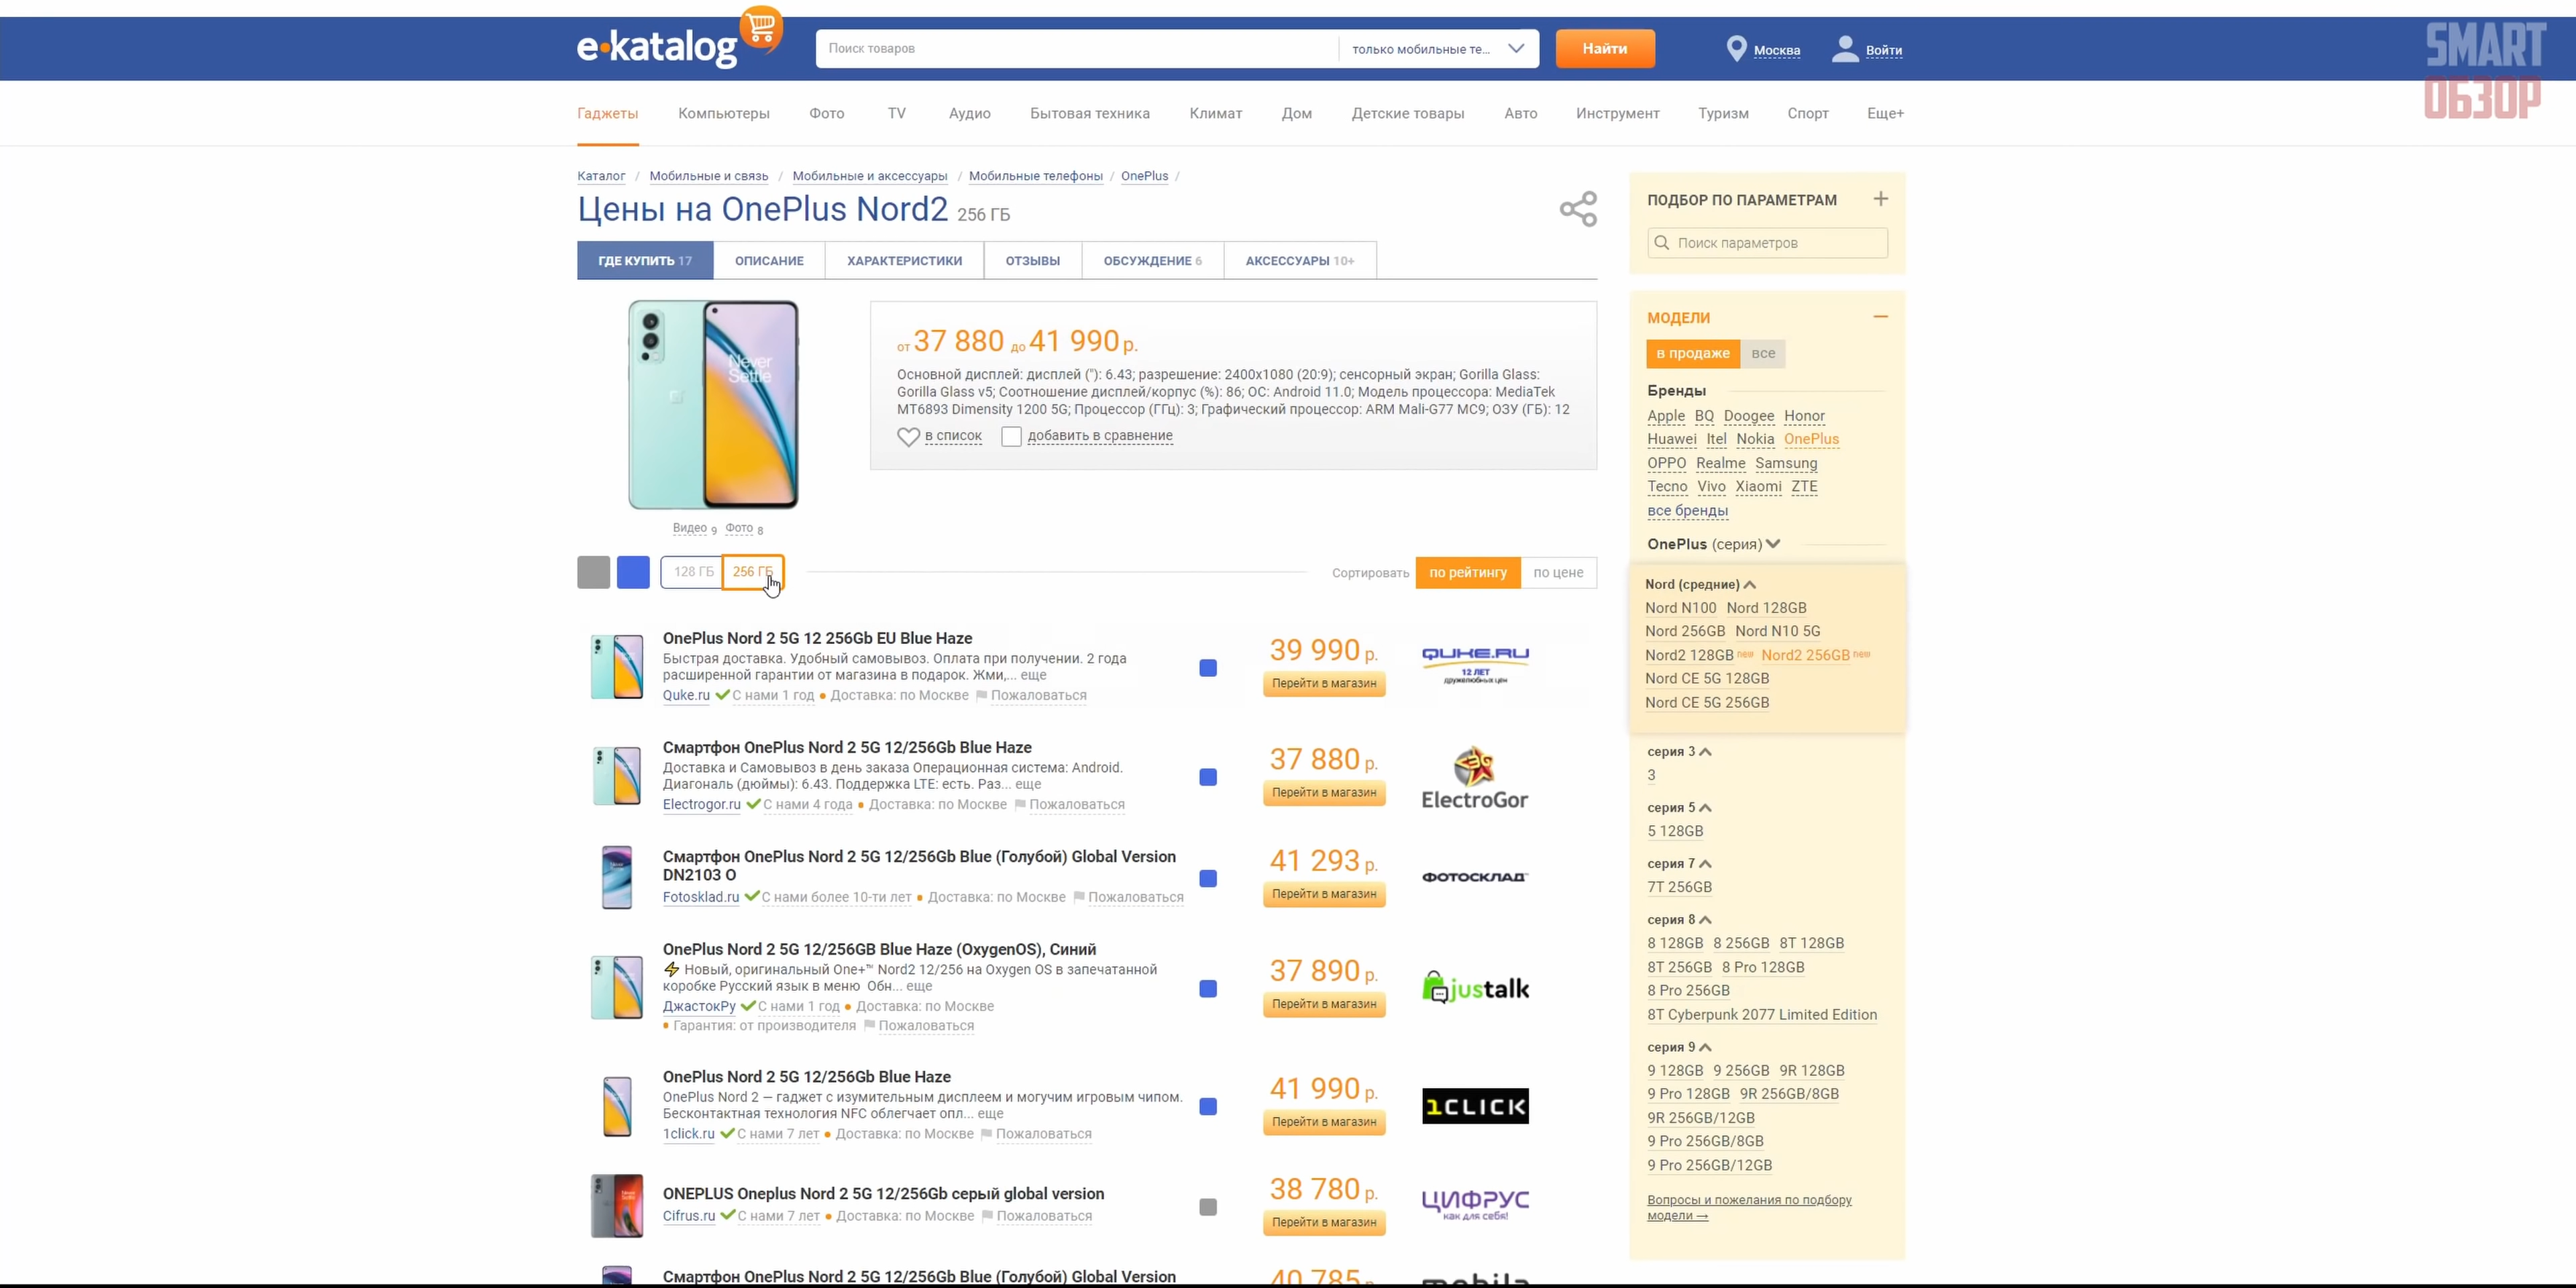 e•katalog
Поиск товаров
только мобильные те...
Найти
Москва
Войти
SMART
ОБЗОР
Гаджеты Компьютеры Фото TV Аудио Бытовая техника Климат Дом Детские товары Авто Инструмент Туризм Спорт Еще+
Каталог / Мобильные и связь / Мобильные и аксессуары / Мобильные телефоны / OnePlus /
Цены на OnePlus Nord2 256 ГБ
ГДЕ КУПИТЬ 17 ОПИСАНИЕ ХАРАКТЕРИСТИКИ ОТЗЫВЫ ОБСУЖДЕНИЕ 6 АКСЕССУАРЫ 10+
Never
Settle
Видео 9 Фото 8
от 37 880 до 41 990 р.
Основной дисплей: дисплей ("): 6.43; разрешение: 2400x1080 (20:9); сенсорный экран; Gorilla Glass:
Gorilla Glass v5; Соотношение дисплей/корпус (%): 86; ОС: Android 11.0; Модель процессора: MediaTek
MT6893 Dimensity 1200 5G; Процессор (ГГц): 3; Графический процессор: ARM Mali-G77 MC9; ОЗУ (ГБ): 12
в список добавить в сравнение
128 ГБ 256 ГБ
Сортировать по рейтингу по цене
OnePlus Nord 2 5G 12 256Gb EU Blue Haze
Быстрая доставка. Удобный самовывоз. Оплата при получении. 2 года
расширенной гарантии от магазина в подарок. Жми,... еще
Quke.ru С нами 1 год • Доставка: по Москве Пожаловаться
39 990 р.
Перейти в магазин
QUKE.RU
12 ЛЕТ
дружелюбных цен
Смартфон OnePlus Nord 2 5G 12/256Gb Blue Haze
Доставка и Самовывоз в день заказа Операционная система: Android.
Диагональ (дюймы): 6.43. Поддержка LTE: есть. Раз... еще
Electrogor.ru С нами 4 года • Доставка: по Москве Пожаловаться
37 880 р.
Перейти в магазин
ElectroGor
Смартфон OnePlus Nord 2 5G 12/256Gb Blue (Голубой) Global Version
DN2103 O
Fotosklad.ru С нами более 10-ти лет • Доставка: по Москве Пожаловаться
41 293 р.
Перейти в магазин
ФОТОСКЛАД
OnePlus Nord 2 5G 12/256GB Blue Haze (OxygenOS), Синий
⚡ Новый, оригинальный One+™ Nord2 12/256 на Oxygen OS в запечатанной
коробке Русский язык в меню Обн... еще
ДжастокРу С нами 1 год • Доставка: по Москве
• Гарантия: от производителя Пожаловаться
37 890 р.
Перейти в магазин
justalk
OnePlus Nord 2 5G 12/256Gb Blue Haze
OnePlus Nord 2 — гаджет с изумительным дисплеем и могучим игровым чипом.
Бесконтактная технология NFC облегчает опл... еще
1click.ru С нами 7 лет • Доставка: по Москве Пожаловаться
41 990 р.
Перейти в магазин
1CLICK
ONEPLUS Oneplus Nord 2 5G 12/256Gb серый global version
Cifrus.ru С нами 7 лет • Доставка: по Москве Пожаловаться
38 780 р.
Перейти в магазин
ЦИФРУС
как для себя!
Смартфон OnePlus Nord 2 5G 12/256Gb Blue (Голубой) Global Version
40 785 р.
ПОДБОР ПО ПАРАМЕТРАМ +
Поиск параметров
МОДЕЛИ
в продаже все
Бренды
Apple BQ Doogee Honor
Huawei Itel Nokia OnePlus
OPPO Realme Samsung
Tecno Vivo Xiaomi ZTE
все бренды
OnePlus (серия)
Nord (средние)
Nord N100 Nord 128GB
Nord 256GB Nord N10 5G
Nord2 128GB new Nord2 256GB new
Nord CE 5G 128GB
Nord CE 5G 256GB
серия 3
3
серия 5
5 128GB
серия 7
7T 256GB
серия 8
8 128GB 8 256GB 8T 128GB
8T 256GB 8 Pro 128GB
8 Pro 256GB
8T Cyberpunk 2077 Limited Edition
серия 9
9 128GB 9 256GB 9R 128GB
9 Pro 128GB 9R 256GB/8GB
9R 256GB/12GB
9 Pro 256GB/8GB
9 Pro 256GB/12GB
Вопросы и пожелания по подбору
модели →